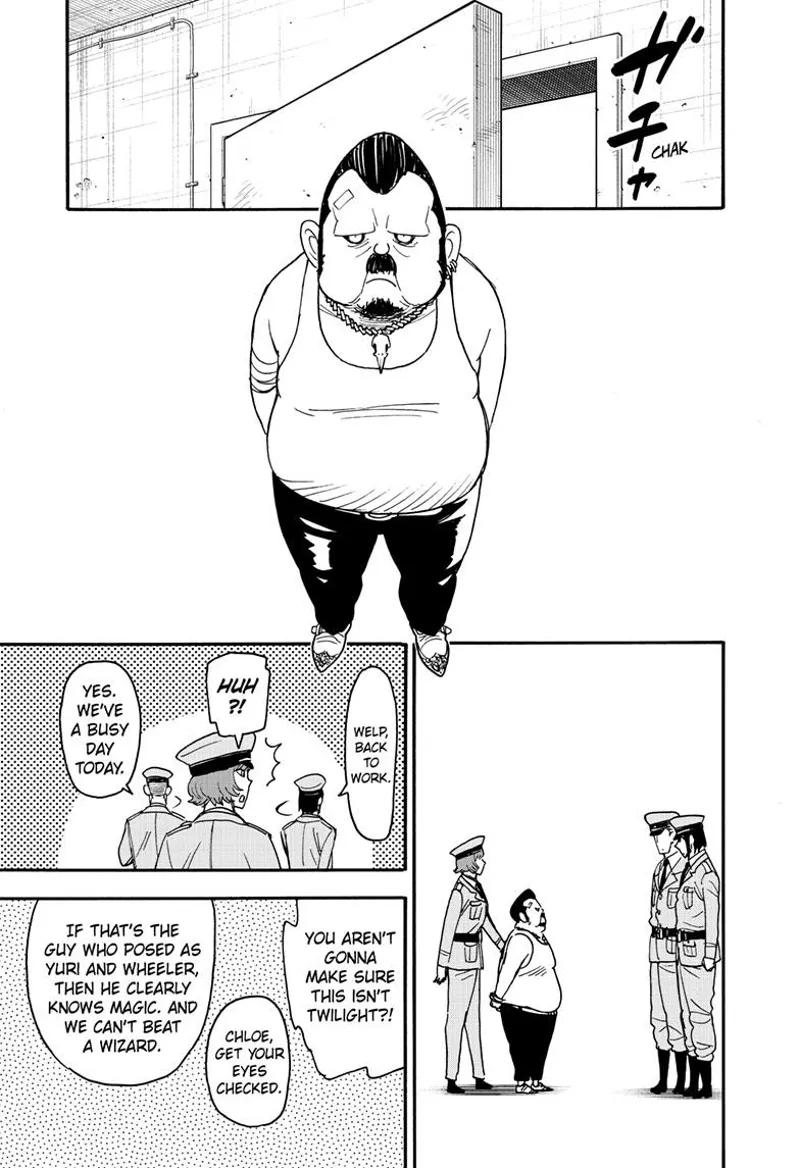 ガチャ
CHAK
WELP,
BACK
TO
WORK.
HUH
?!
YES.
WE'VE
A BUSY
DAY
TODAY.
YOU AREN'T
GONNA
MAKE SURE
THIS ISN'T
TWILIGHT?!
CHLOE,
GET YOUR
EYES
CHECKED.
IF THAT'S THE
GUY WHO POSED AS
YURI AND WHEELER,
THEN HE CLEARLY
KNOWS MAGIC. AND
WE CAN'T BEAT
A WIZARD.